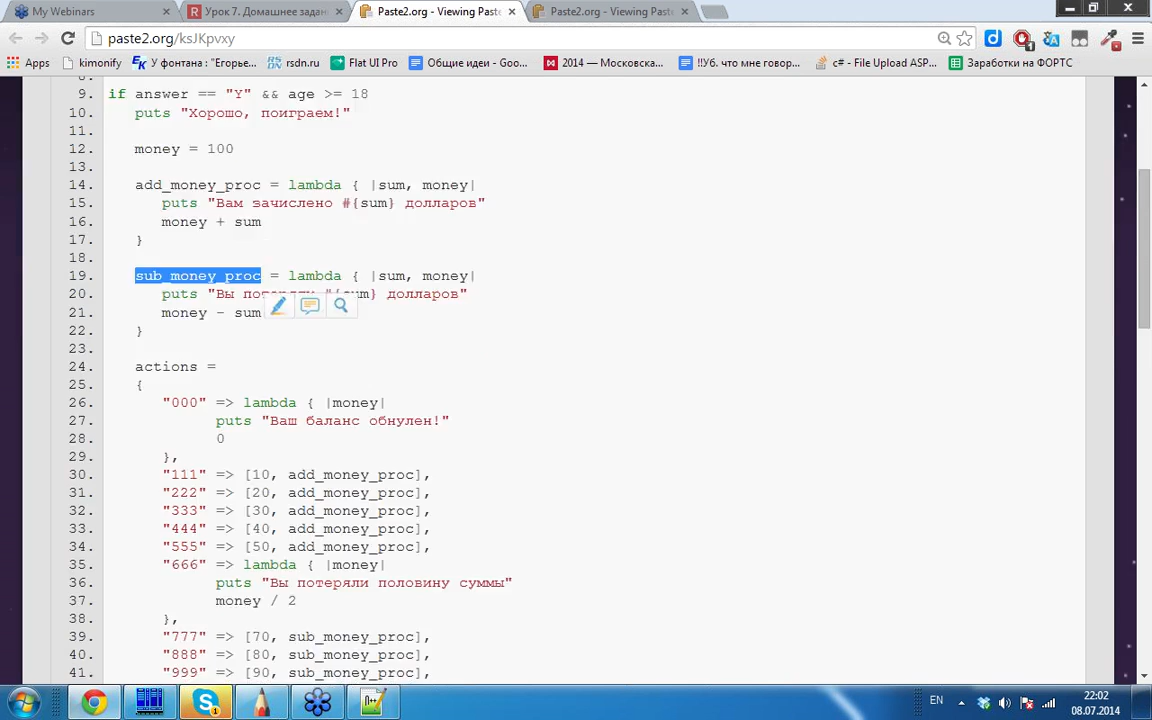 My Webinars
Урок 7. Домашнее задан
Paste2.org - Viewing Paste
Paste2.org - Viewing Paste
paste2.org/ksJKpvxy
Apps
kimonify
У фонтана : "Егорье...
rsdn.ru
Flat UI Pro
Общие идеи - Goo...
2014 — Московска...
!!Уб. что мне говор...
c# - File Upload ASP...
Заработки на ФОРТС
9. if answer == "Y" && age >= 18
10. puts "Хорошо, поиграем!"
11.
12. money = 100
13.
14. add_money_proc = lambda { |sum, money|
15. puts "Вам зачислено #{sum} долларов"
16. money + sum
17. }
18.
19. sub_money_proc = lambda { |sum, money|
20. puts "Вы потеряли #{sum} долларов"
21. money - sum
22. }
23.
24. actions =
25. {
26. "000" => lambda { |money|
27. puts "Ваш баланс обнулен!"
28. 0
29. },
30. "111" => [10, add_money_proc],
31. "222" => [20, add_money_proc],
32. "333" => [30, add_money_proc],
33. "444" => [40, add_money_proc],
34. "555" => [50, add_money_proc],
35. "666" => lambda { |money|
36. puts "Вы потеряли половину суммы"
37. money / 2
38. },
39. "777" => [70, sub_money_proc],
40. "888" => [80, sub_money_proc],
41. "999" => [90, sub_money_proc],
EN
22:02
08.07.2014